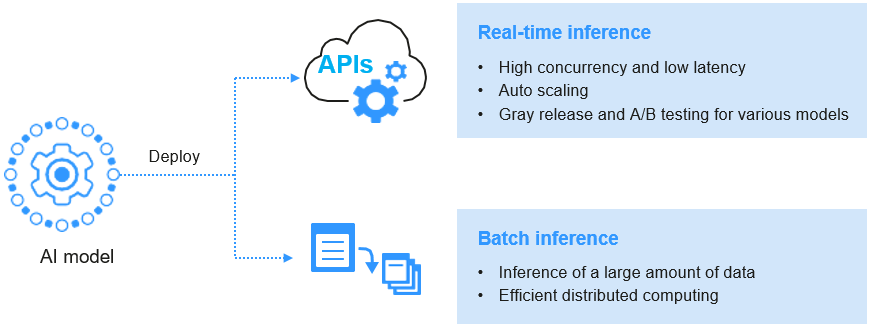 APIs
Real-time inference
• High concurrency and low latency
• Auto scaling
• Gray release and A/B testing for various models
Deploy
AI model
Batch inference
• Inference of a large amount of data
• Efficient distributed computing